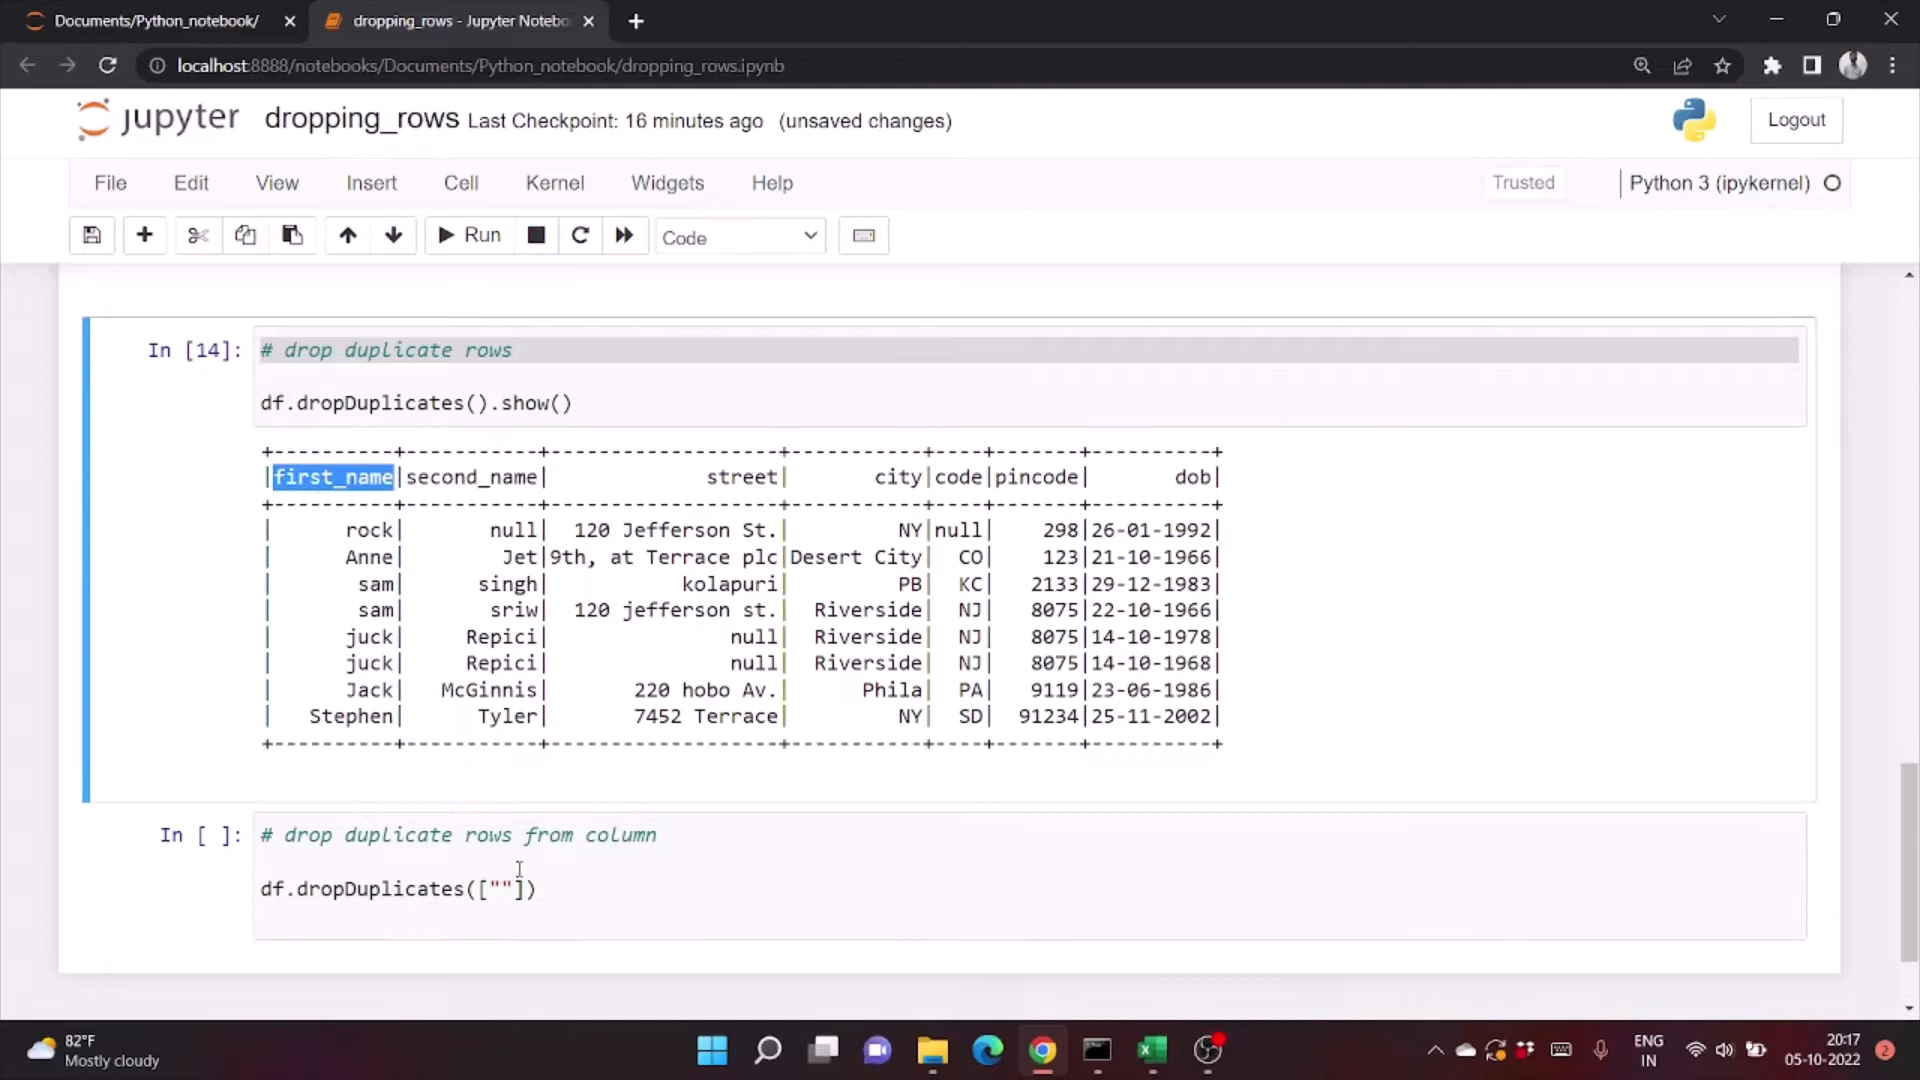 Documents/Python_notebook/
dropping_rows - Jupyter Notebo
localhost:8888/notebooks/Documents/Python_notebook/dropping_rows.ipynb
jupyter dropping_rows Last Checkpoint: 16 minutes ago (unsaved changes)
Logout
File Edit View Insert Cell Kernel Widgets Help
Trusted
Python 3 (ipykernel)
Run
Code
In [14]: # drop duplicate rows
df.dropDuplicates().show()
+----------+-----------+--------------------+-----------+----+-------+----------+
|first_name|second_name|              street|       city|code|pincode|       dob|
+----------+-----------+--------------------+-----------+----+-------+----------+
|      rock|       null|   120 Jefferson St.|         NY|null|    298|26-01-1992|
|      Anne|        Jet|9th, at Terrace plc|Desert City|  CO|    123|21-10-1966|
|       sam|      singh|            kolapuri|         PB|  KC|   2133|29-12-1983|
|       sam|       sriw|   120 jefferson st.|  Riverside|  NJ|   8075|22-10-1966|
|      juck|     Repici|                null|  Riverside|  NJ|   8075|14-10-1978|
|      juck|     Repici|                null|  Riverside|  NJ|   8075|14-10-1968|
|      Jack|   McGinnis|        220 hobo Av.|      Phila|  PA|   9119|23-06-1986|
|   Stephen|      Tyler|        7452 Terrace|         NY|  SD|  91234|25-11-2002|
+----------+-----------+--------------------+-----------+----+-------+----------+
In [ ]: # drop duplicate rows from column
df.dropDuplicates([""])
82°F
Mostly cloudy
ENG
IN
20:17
05-10-2022
2